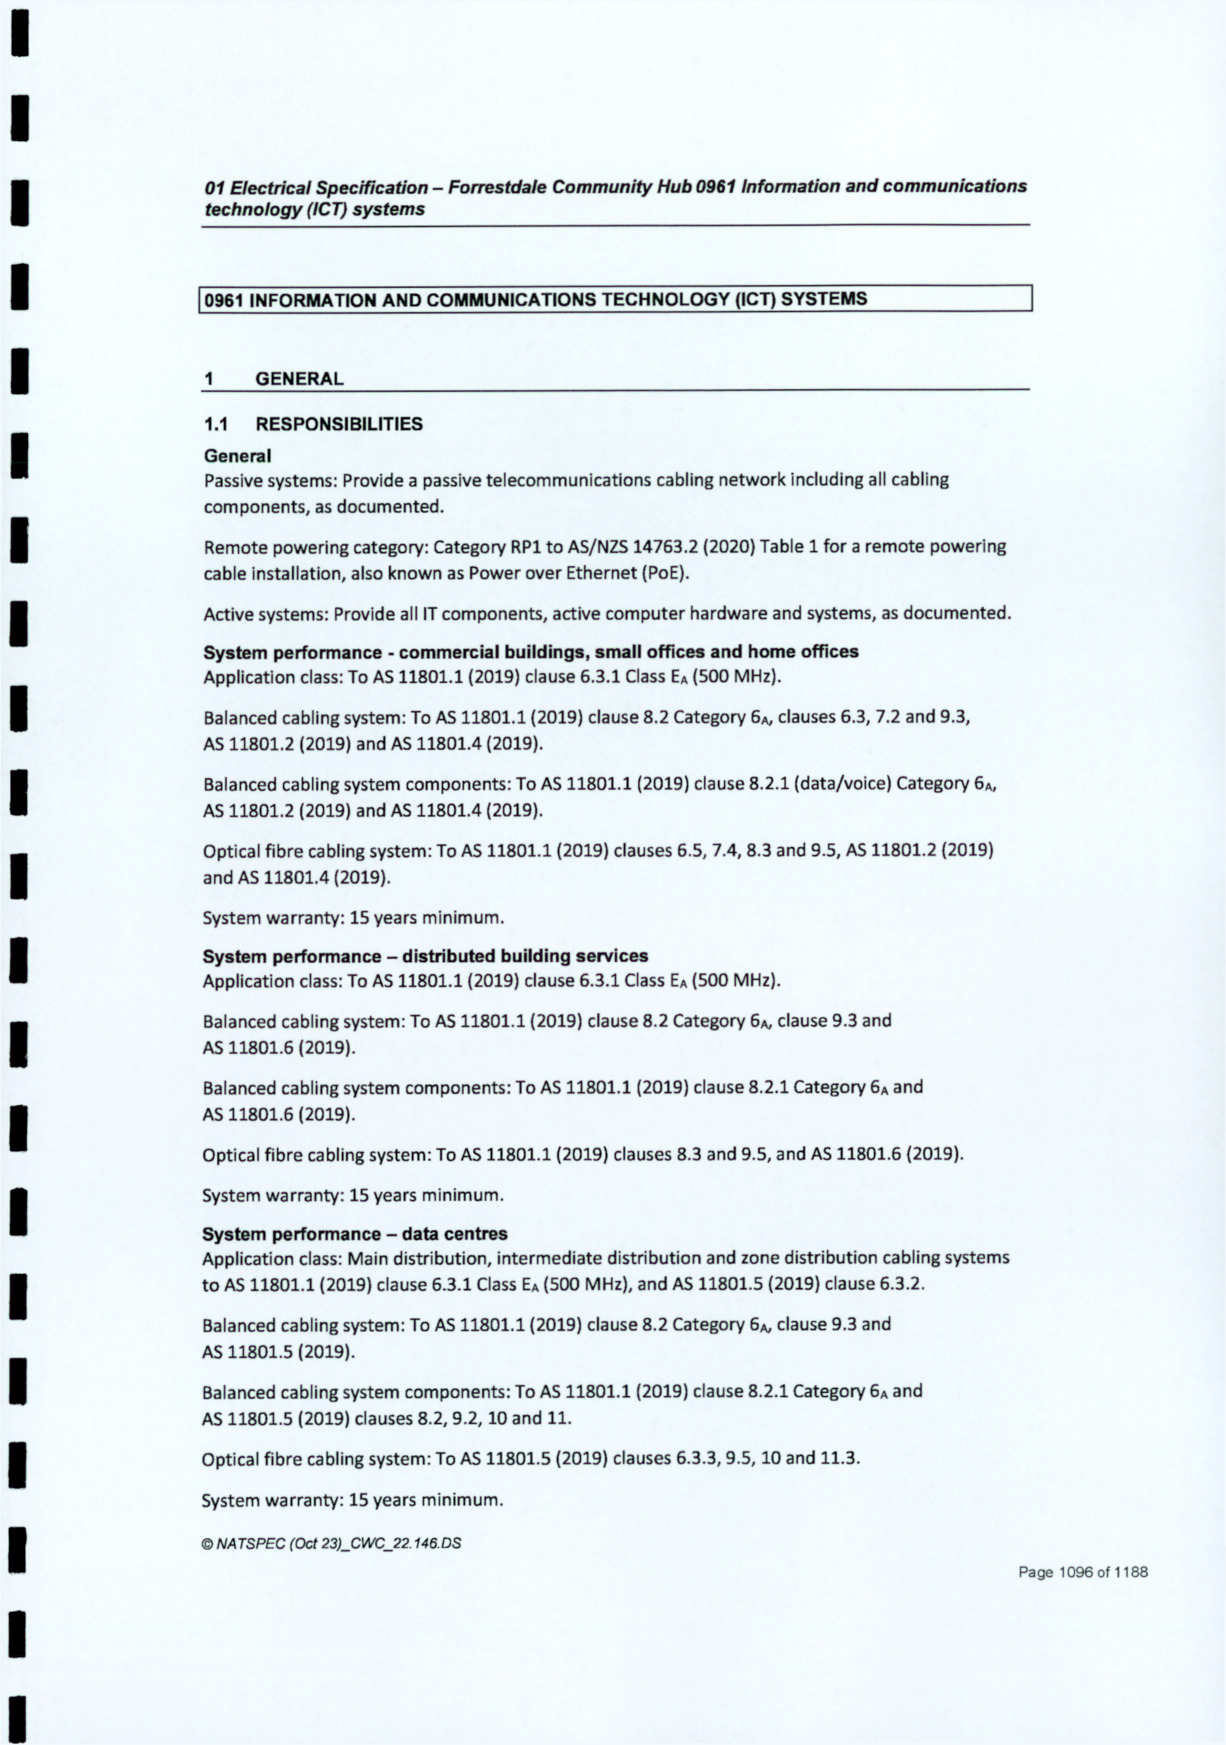 01 Electrical Specification – Forrestdale Community Hub 0961 Information and communications
technology (ICT) systems
0961 INFORMATION AND COMMUNICATIONS TECHNOLOGY (ICT) SYSTEMS
1 GENERAL
1.1 RESPONSIBILITIES
General
Passive systems: Provide a passive telecommunications cabling network including all cabling
components, as documented.
Remote powering category: Category RP1 to AS/NZS 14763.2 (2020) Table 1 for a remote powering
cable installation, also known as Power over Ethernet (PoE).
Active systems: Provide all IT components, active computer hardware and systems, as documented.
System performance - commercial buildings, small offices and home offices
Application class: To AS 11801.1 (2019) clause 6.3.1 Class EA (500 MHz).
Balanced cabling system: To AS 11801.1 (2019) clause 8.2 Category 6A, clauses 6.3, 7.2 and 9.3,
AS 11801.2 (2019) and AS 11801.4 (2019).
Balanced cabling system components: To AS 11801.1 (2019) clause 8.2.1 (data/voice) Category 6A,
AS 11801.2 (2019) and AS 11801.4 (2019).
Optical fibre cabling system: To AS 11801.1 (2019) clauses 6.5, 7.4, 8.3 and 9.5, AS 11801.2 (2019)
and AS 11801.4 (2019).
System warranty: 15 years minimum.
System performance – distributed building services
Application class: To AS 11801.1 (2019) clause 6.3.1 Class EA (500 MHz).
Balanced cabling system: To AS 11801.1 (2019) clause 8.2 Category 6A, clause 9.3 and
AS 11801.6 (2019).
Balanced cabling system components: To AS 11801.1 (2019) clause 8.2.1 Category 6A and
AS 11801.6 (2019).
Optical fibre cabling system: To AS 11801.1 (2019) clauses 8.3 and 9.5, and AS 11801.6 (2019).
System warranty: 15 years minimum.
System performance – data centres
Application class: Main distribution, intermediate distribution and zone distribution cabling systems
to AS 11801.1 (2019) clause 6.3.1 Class EA (500 MHz), and AS 11801.5 (2019) clause 6.3.2.
Balanced cabling system: To AS 11801.1 (2019) clause 8.2 Category 6A, clause 9.3 and
AS 11801.5 (2019).
Balanced cabling system components: To AS 11801.1 (2019) clause 8.2.1 Category 6A and
AS 11801.5 (2019) clauses 8.2, 9.2, 10 and 11.
Optical fibre cabling system: To AS 11801.5 (2019) clauses 6.3.3, 9.5, 10 and 11.3.
System warranty: 15 years minimum.
© NATSPEC (Oct 23)_CWC_22.146.DS
Page 1096 of 1188